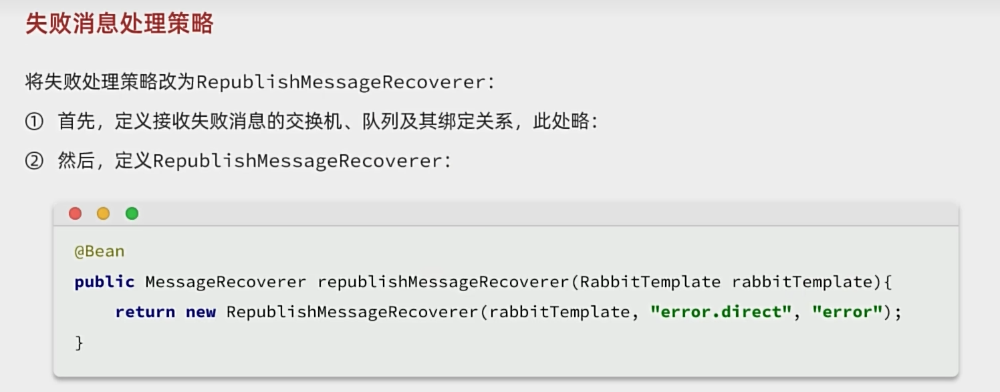 失败消息处理策略
将失败处理策略改为RepublishMessageRecoverer：
① 首先，定义接收失败消息的交换机、队列及其绑定关系，此处略：
② 然后，定义RepublishMessageRecoverer：
@Bean
public MessageRecoverer republishMessageRecoverer(RabbitTemplate rabbitTemplate){
    return new RepublishMessageRecoverer(rabbitTemplate, "error.direct", "error");
}